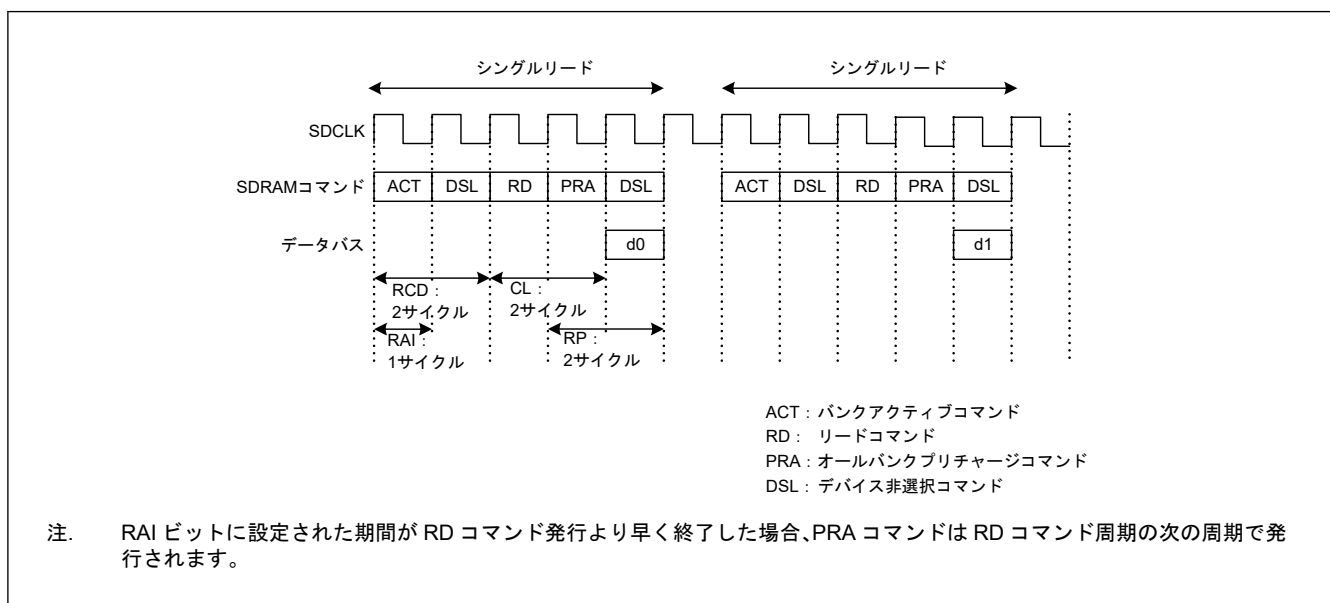 シングルリード シングルリード
SDCLK
SDRAMコマンド ACT DSL RD PRA DSL ACT DSL RD PRA DSL
データバス d0 d1
RCD： CL：
2サイクル 2サイクル
RAI： RP：
1サイクル 2サイクル
ACT：バンクアクティブコマンド
RD： リードコマンド
PRA：オールバンクプリチャージコマンド
DSL：デバイス非選択コマンド
注. RAI ビットに設定された期間が RD コマンド発行より早く終了した場合、PRA コマンドは RD コマンド周期の次の周期で発
行されます。